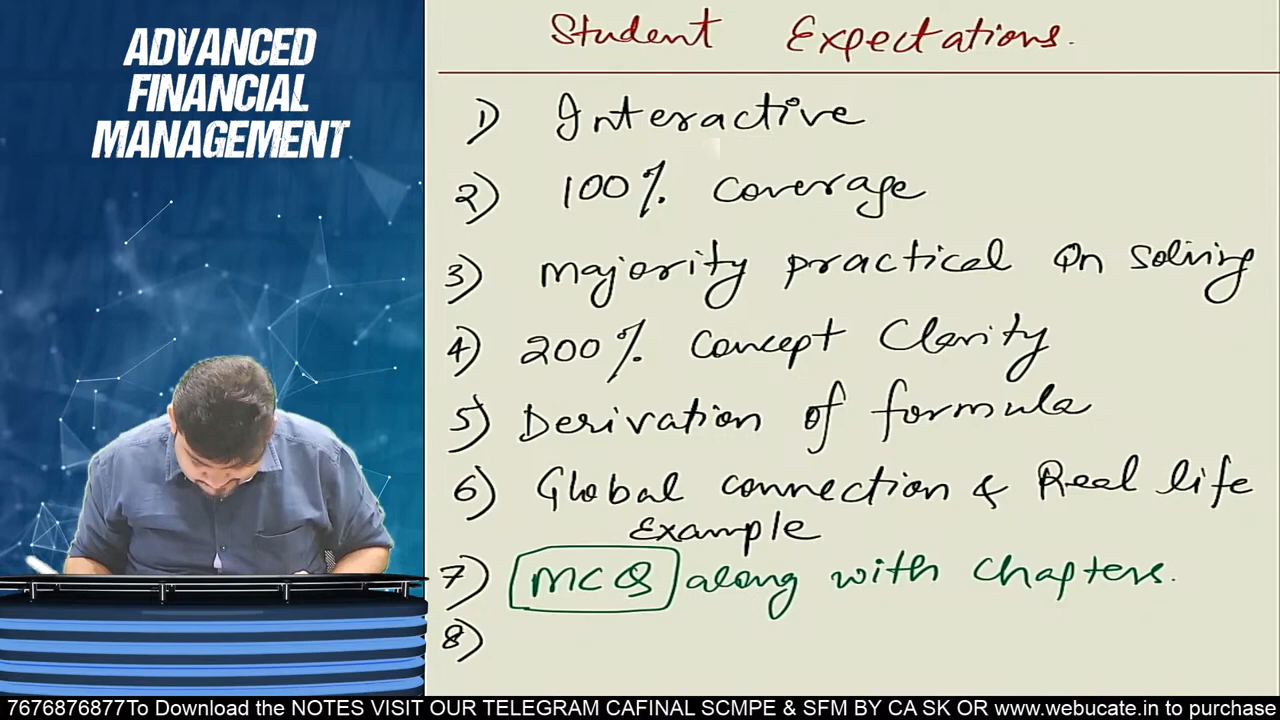 ADVANCED
FINANCIAL
MANAGEMENT
Student Expectations.
1) Interactive
2) 100% Coverage
3) Majority practical Qn Solving
4) 200% Concept Clarity
5) Derivation of formula
6) Global connection & Real life
Example
7) MCQ along with chapters.
8)
7676876877To Download the NOTES VISIT OUR TELEGRAM CAFINAL SCMPE & SFM BY CA SK OR www.webucate.in to purchase